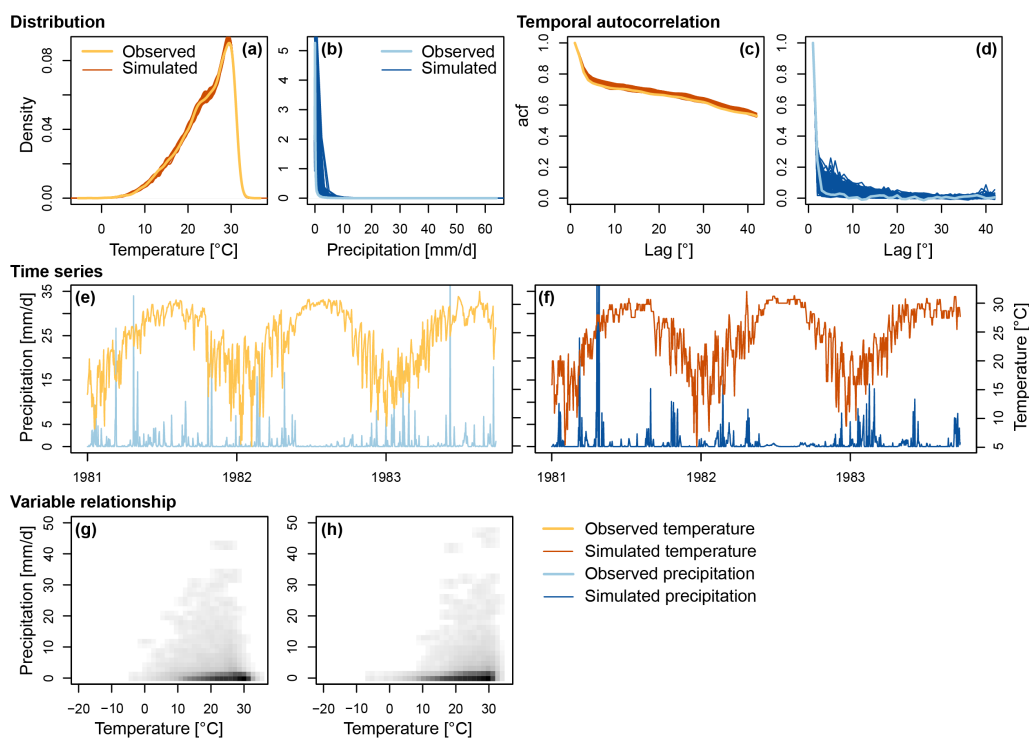 Distribution
Temporal autocorrelation
(a)
Observed
Simulated
Density
0.00
0.04
0.08
0
10
20
30
Temperature [°C]
(b)
Observed
Simulated
0
1
2
3
4
5
0
10
20
30
40
50
60
Precipitation [mm/d]
(c)
acf
0.0
0.2
0.4
0.6
0.8
1.0
0
10
20
30
40
Lag [°]
(d)
0.0
0.2
0.4
0.6
0.8
1.0
0
10
20
30
40
Lag [°]
Time series
(e)
Precipitation [mm/d]
0
5
15
25
35
1981
1982
1983
(f)
Temperature [°C]
5
10
15
20
25
30
1981
1982
1983
Variable relationship
(g)
Precipitation [mm/d]
0
10
20
30
40
50
−20
−10
0
10
20
30
Temperature [°C]
(h)
0
10
20
30
40
50
−20
−10
0
10
20
30
Temperature [°C]
Observed temperature
Simulated temperature
Observed precipitation
Simulated precipitation